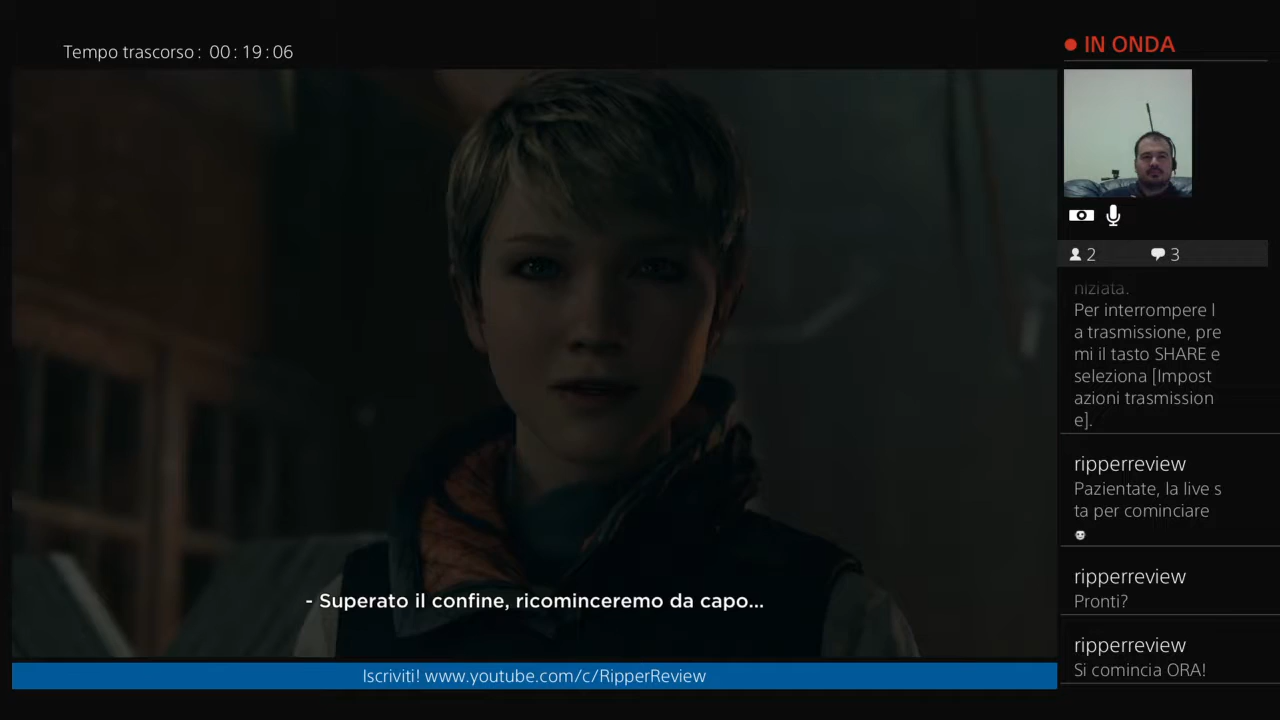 Tempo trascorso: 00:19:06
IN ONDA
2 3
niziata.
Per interrompere l
a trasmissione, pre
mi il tasto SHARE e
seleziona [Impost
azioni trasmission
e].
ripperreview
Pazientate, la live s
ta per cominciare
ripperreview
Pronti?
ripperreview
Si comincia ORA!
- Superato il confine, ricominceremo da capo...
Iscriviti! www.youtube.com/c/RipperReview